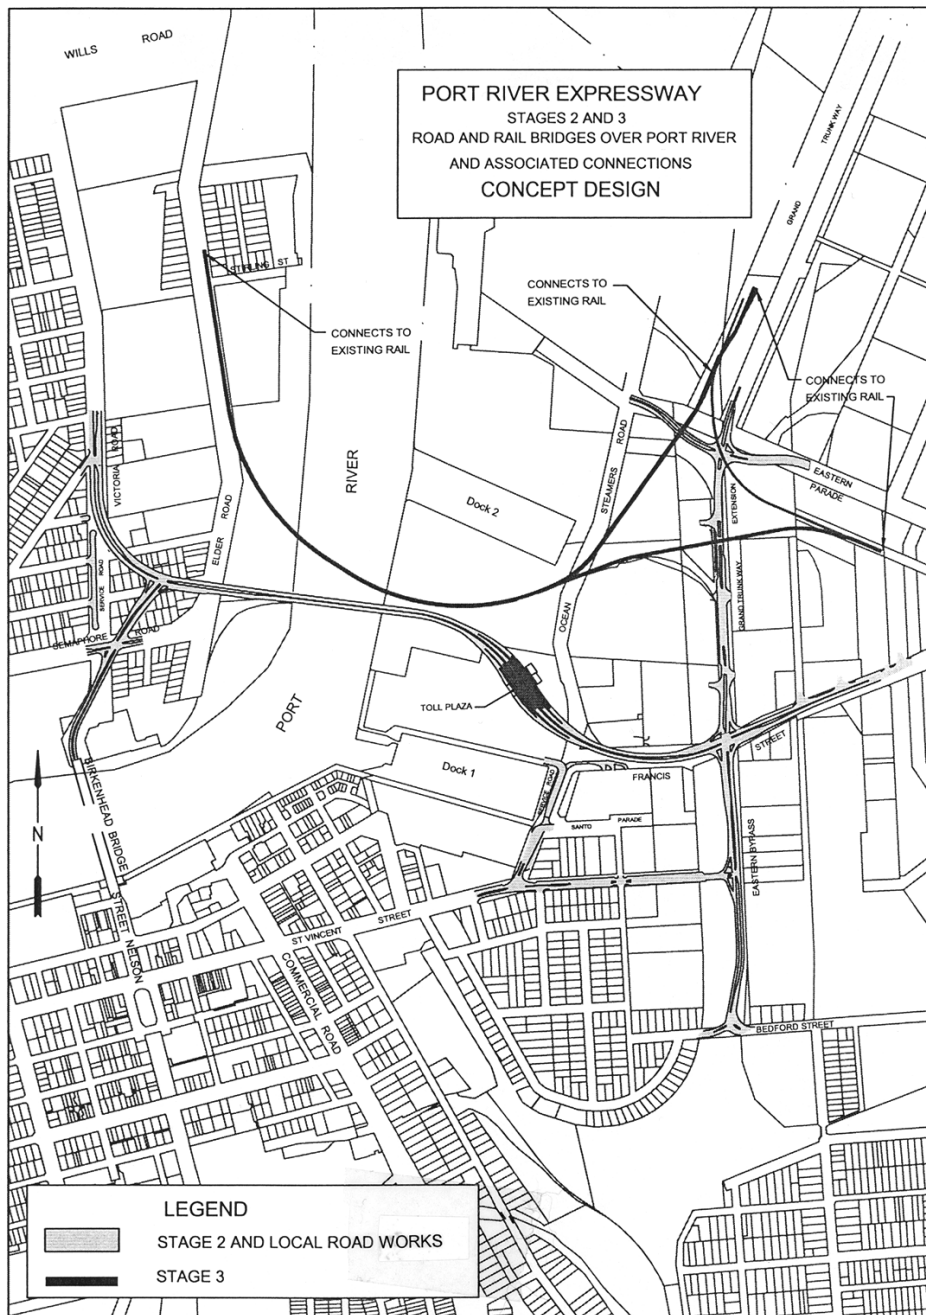 WILLS ROAD
PORT RIVER EXPRESSWAY
STAGES 2 AND 3
ROAD AND RAIL BRIDGES OVER PORT RIVER
AND ASSOCIATED CONNECTIONS
CONCEPT DESIGN
GRAND TRUNK WAY
STIRLING ST
CONNECTS TO
EXISTING RAIL
CONNECTS TO
EXISTING RAIL
CONNECTS TO
EXISTING RAIL
VICTORIA ROAD
ELDER ROAD
RIVER
PORT
Dock 2
OCEAN STEAMERS ROAD
EASTERN
PARADE
GRAND TRUNK WAY EXTENSION
SERVICE ROAD
SEMAPHORE ROAD
TOLL PLAZA
STREET
FRANCIS
Dock 1
SERVICE ROAD
SANTO PARADE
EASTERN BYPASS
N
BIRKENHEAD BRIDGE
STREET NELSON
ST VINCENT STREET
COMMERCIAL ROAD
BEDFORD STREET
LEGEND
STAGE 2 AND LOCAL ROAD WORKS
STAGE 3